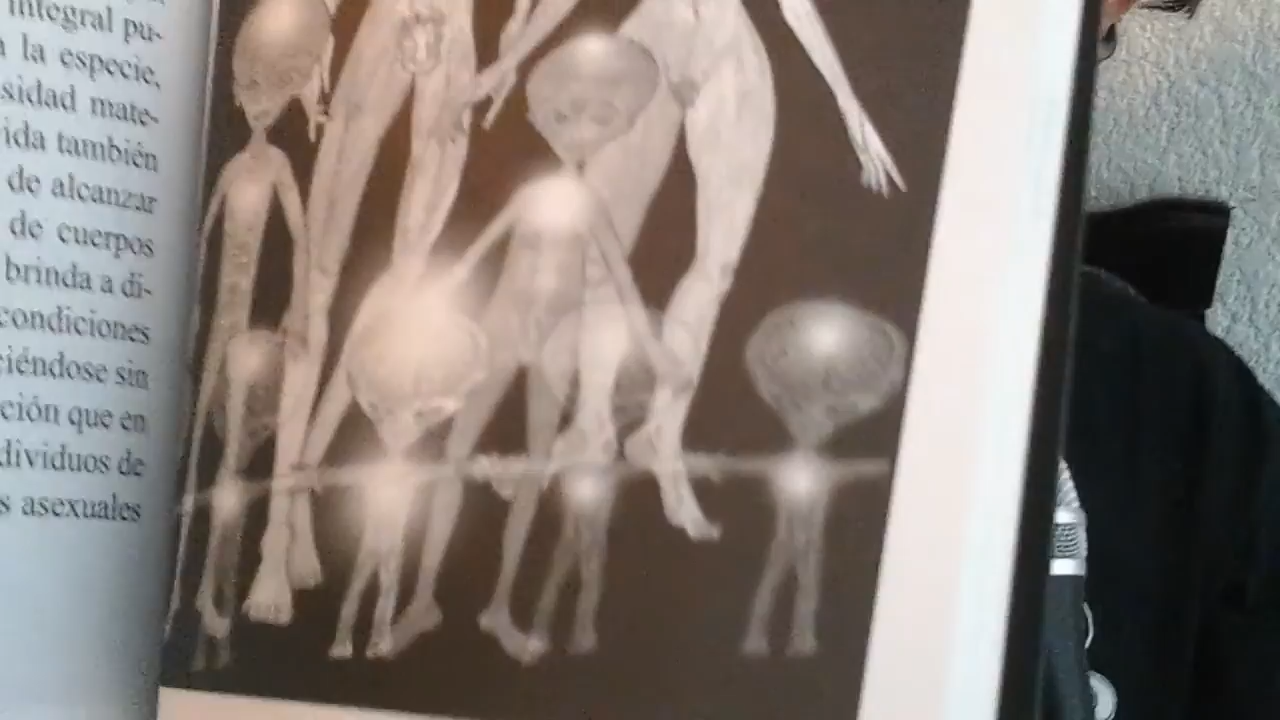 integral pu-
la especie,
sidad mate-
ida también
de alcanzar
de cuerpos
brinda a di-
condiciones
ciéndose sin
ción que en
dividuos de
s asexuales